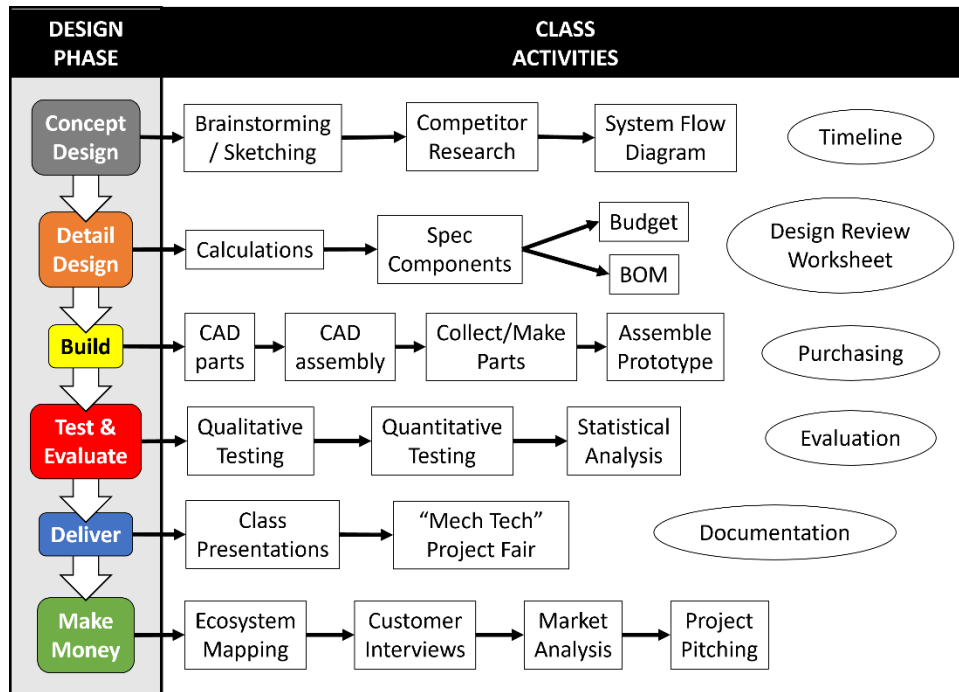 DESIGN
PHASE
CLASS
ACTIVITIES
Concept
Design
Brainstorming
/ Sketching
Competitor
Research
System Flow
Diagram
Timeline
Detail
Design
Calculations
Spec
Components
Budget
BOM
Design Review
Worksheet
Build
CAD
parts
CAD
assembly
Collect/Make
Parts
Assemble
Prototype
Purchasing
Test &
Evaluate
Qualitative
Testing
Quantitative
Testing
Statistical
Analysis
Evaluation
Deliver
Class
Presentations
“Mech Tech”
Project Fair
Documentation
Make
Money
Ecosystem
Mapping
Customer
Interviews
Market
Analysis
Project
Pitching